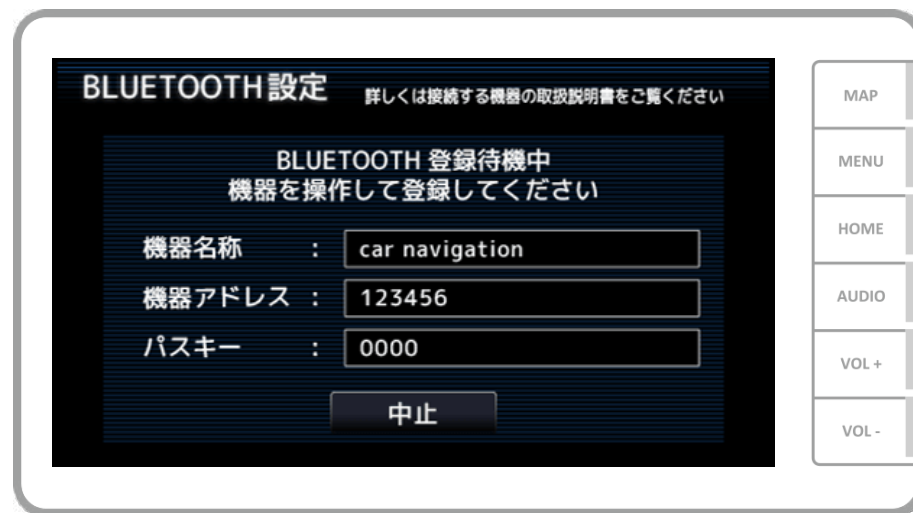 BLUETOOTH設定 詳しくは接続する機器の取扱説明書をご覧ください
BLUETOOTH 登録待機中
機器を操作して登録してください
機器名称 : car navigation
機器アドレス : 123456
パスキー : 0000
中止
MAP
MENU
HOME
AUDIO
VOL +
VOL -